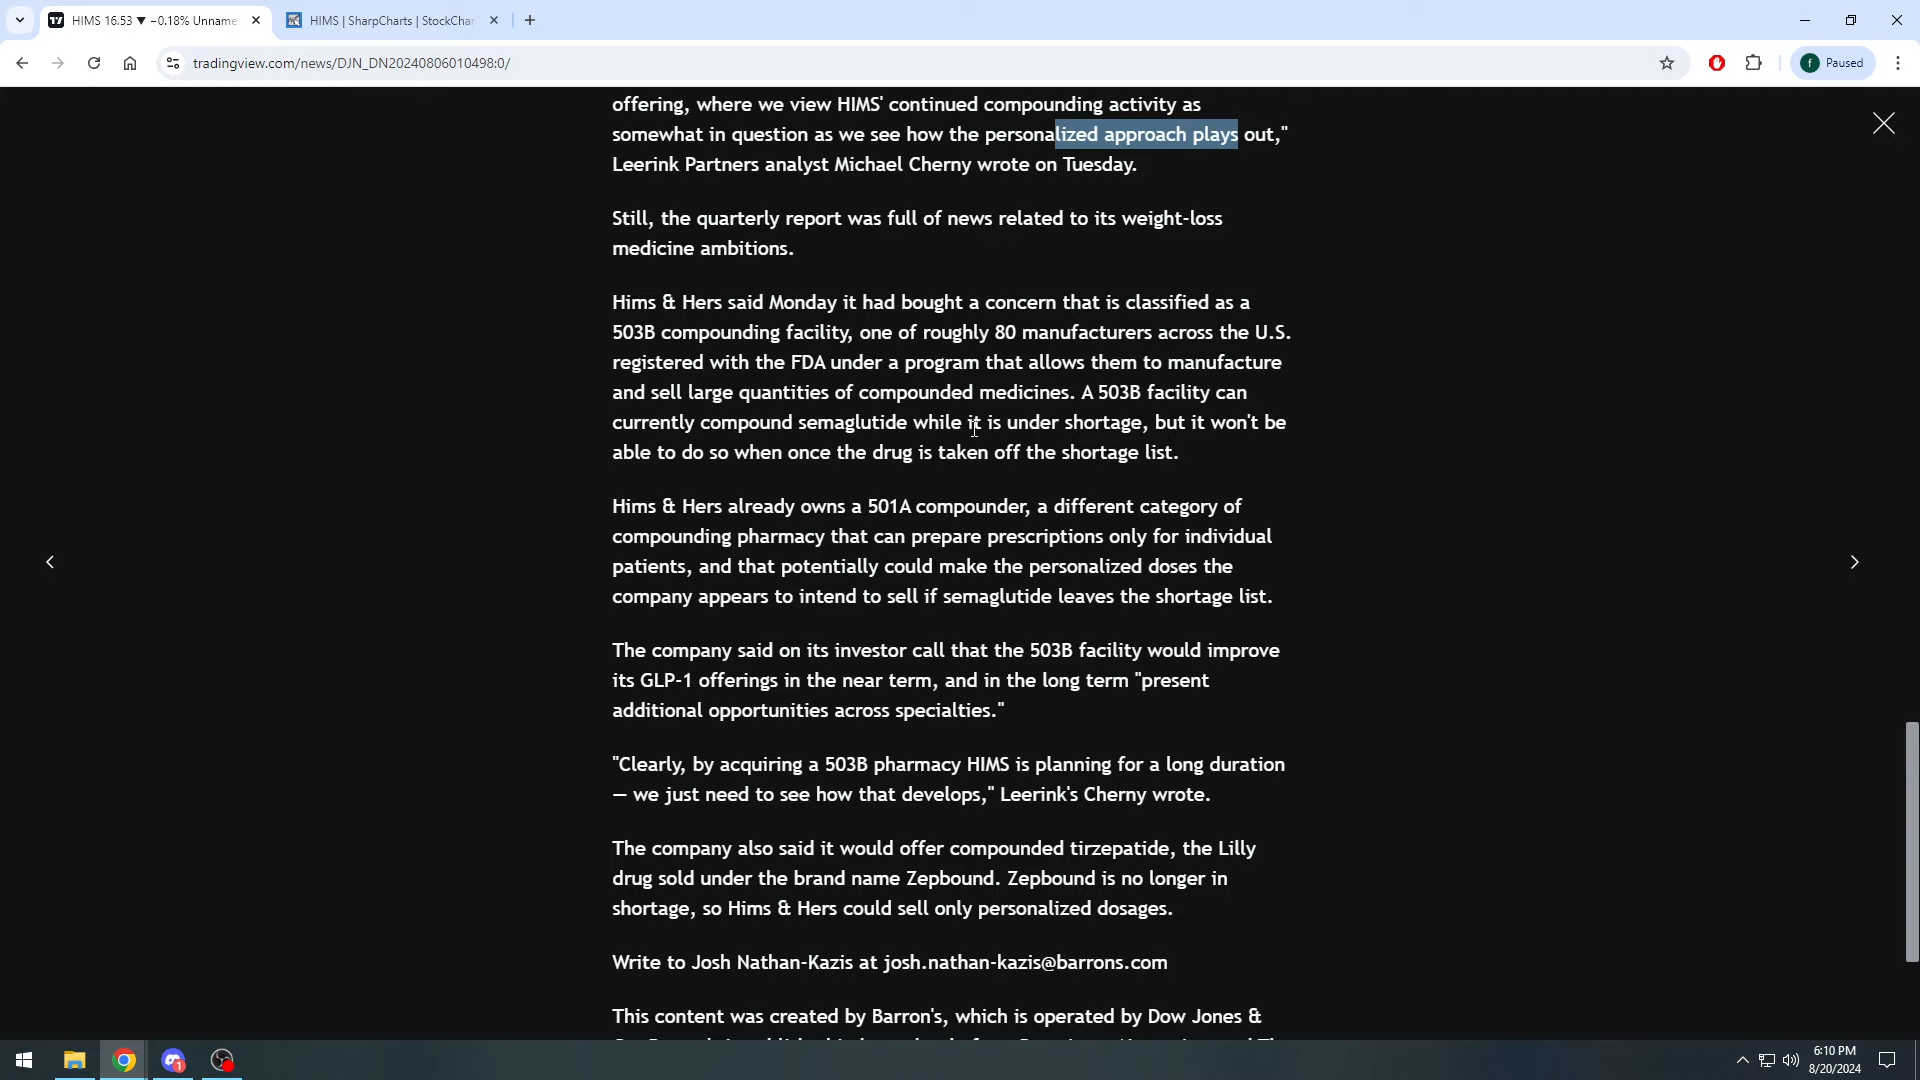 HIMS 16.53 ▼ −0.18% Unname
HIMS | SharpCharts | StockChar
tradingview.com/news/DJN_DN20240806010498:0/
f Paused
offering, where we view HIMS' continued compounding activity as
somewhat in question as we see how the personalized approach plays out,"
Leerink Partners analyst Michael Cherny wrote on Tuesday.
Still, the quarterly report was full of news related to its weight-loss
medicine ambitions.
Hims & Hers said Monday it had bought a concern that is classified as a
503B compounding facility, one of roughly 80 manufacturers across the U.S.
registered with the FDA under a program that allows them to manufacture
and sell large quantities of compounded medicines. A 503B facility can
currently compound semaglutide while it is under shortage, but it won't be
able to do so when once the drug is taken off the shortage list.
Hims & Hers already owns a 501A compounder, a different category of
compounding pharmacy that can prepare prescriptions only for individual
patients, and that potentially could make the personalized doses the
company appears to intend to sell if semaglutide leaves the shortage list.
The company said on its investor call that the 503B facility would improve
its GLP-1 offerings in the near term, and in the long term "present
additional opportunities across specialties."
"Clearly, by acquiring a 503B pharmacy HIMS is planning for a long duration
— we just need to see how that develops," Leerink's Cherny wrote.
The company also said it would offer compounded tirzepatide, the Lilly
drug sold under the brand name Zepbound. Zepbound is no longer in
shortage, so Hims & Hers could sell only personalized dosages.
Write to Josh Nathan-Kazis at josh.nathan-kazis@barrons.com
This content was created by Barron's, which is operated by Dow Jones &
6:10 PM
8/20/2024